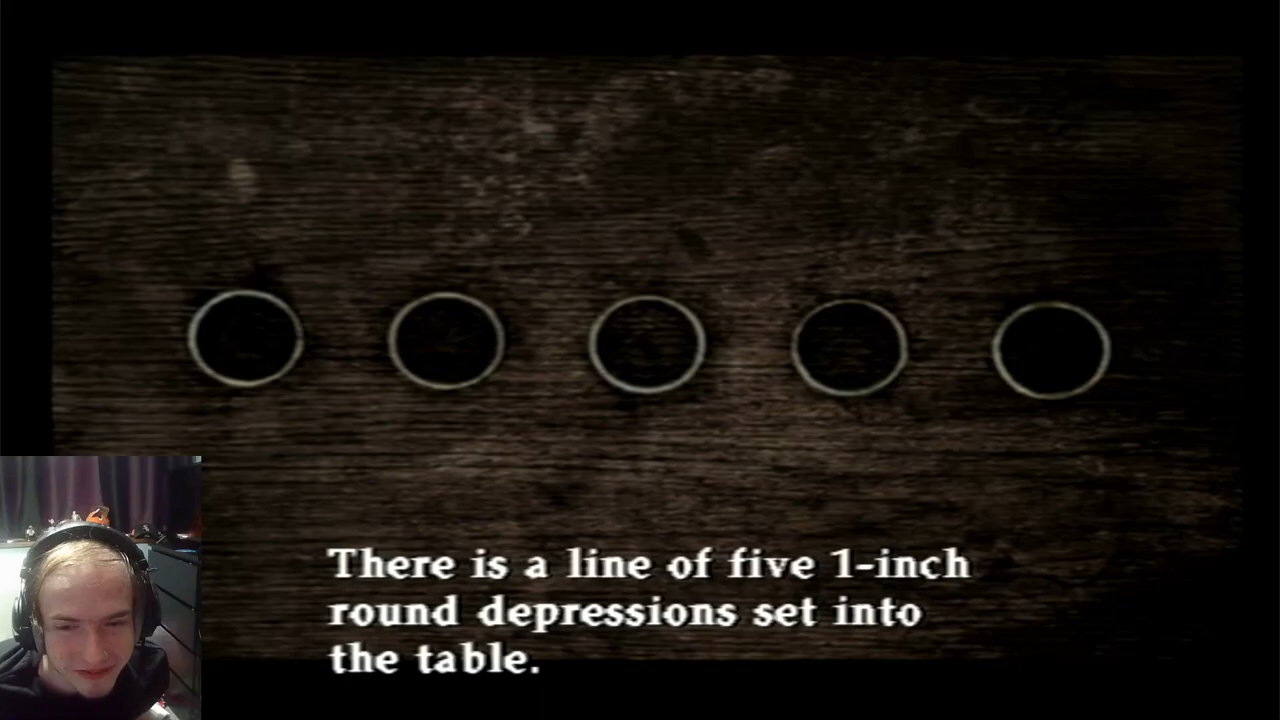 There is a line of five 1-inch
round depressions set into
the table.